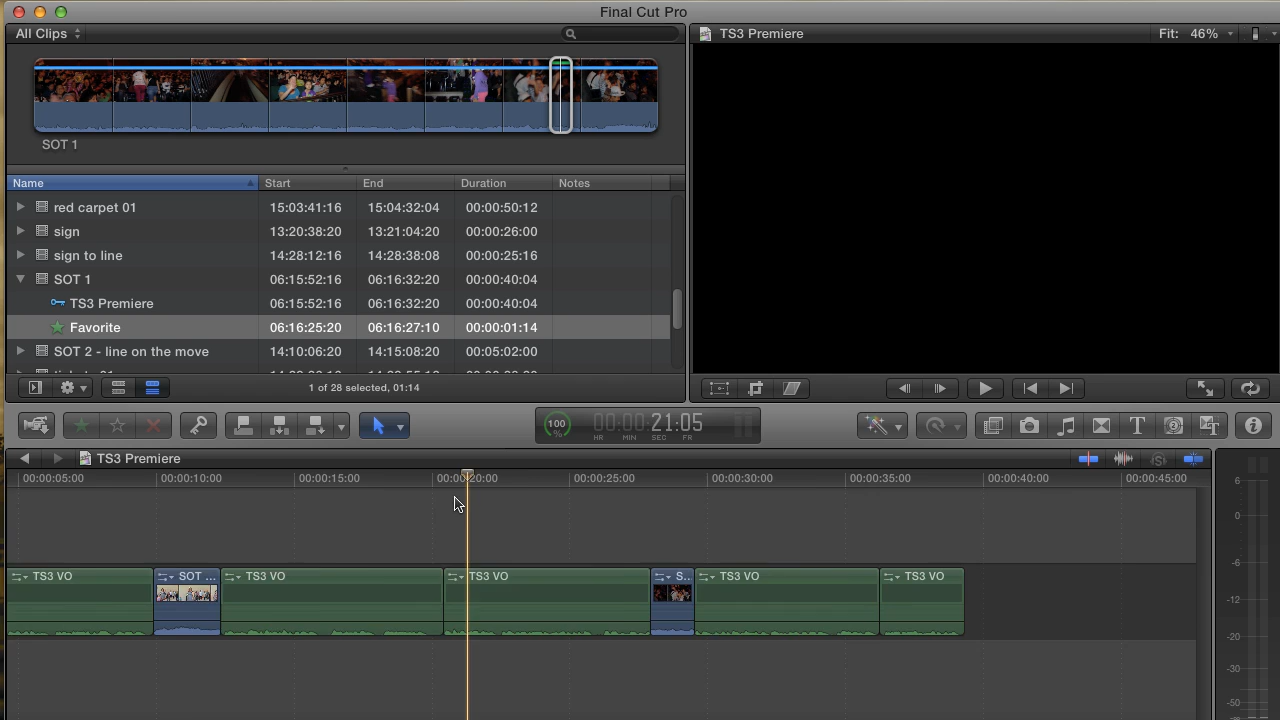 Final Cut Pro
All Clips
TS3 Premiere
Fit: 46%
SOT 1
Name Start End Duration Notes
red carpet 01 15:03:41:16 15:04:32:04 00:00:50:12
sign 13:20:38:20 13:21:04:20 00:00:26:00
sign to line 14:28:12:16 14:28:38:08 00:00:25:16
SOT 1 06:15:52:16 06:16:32:20 00:00:40:04
TS3 Premiere 06:15:52:16 06:16:32:20 00:00:40:04
Favorite 06:16:25:20 06:16:27:10 00:00:01:14
SOT 2 - line on the move 14:10:06:20 14:15:08:20 00:05:02:00
1 of 28 selected, 01:14
100
%
00:00:21:05
HR MIN SEC FR
TS3 Premiere
00:00:05:00 00:00:10:00 00:00:15:00 00:00:20:00 00:00:25:00 00:00:30:00 00:00:35:00 00:00:40:00 00:00:45:00
TS3 VO SOT ... TS3 VO TS3 VO S.. TS3 VO TS3 VO
6
0
-6
-12
-20
-30
-50